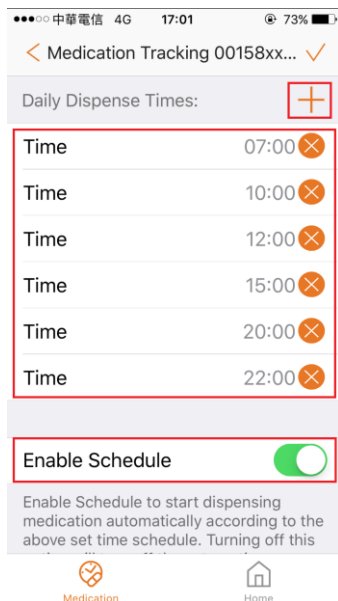 中華電信 4G 17:01 73%
Medication Tracking 00158xx...
Daily Dispense Times:
Time 07:00
Time 10:00
Time 12:00
Time 15:00
Time 20:00
Time 22:00
Enable Schedule
Enable Schedule to start dispensing
medication automatically according to the
above set time schedule. Turning off this
Medication Home